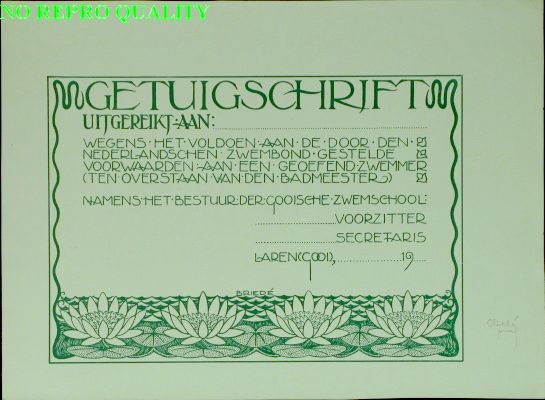 NO REPRO QUALITY
GETUIGSCHRIFT
UITGEREIKT-AAN:
WEGENS·HET·VOLDOEN·AAN·DE·DOOR·DEN·
NEDERLANDSCHEN·ZWEMBOND·GESTELDE
VOORWAARDEN·AAN·EEN·GEOEFEND·ZWEMMER
(TEN·OVERSTAAN·VAN·DEN·BADMEESTER)
NAMENS·HET·BESTUUR·DER·GOOISCHE·ZWEMSCHOOL:
VOORZITTER
SECRETARIS
LAREN(GOOI),............19....
BRIEDÉ